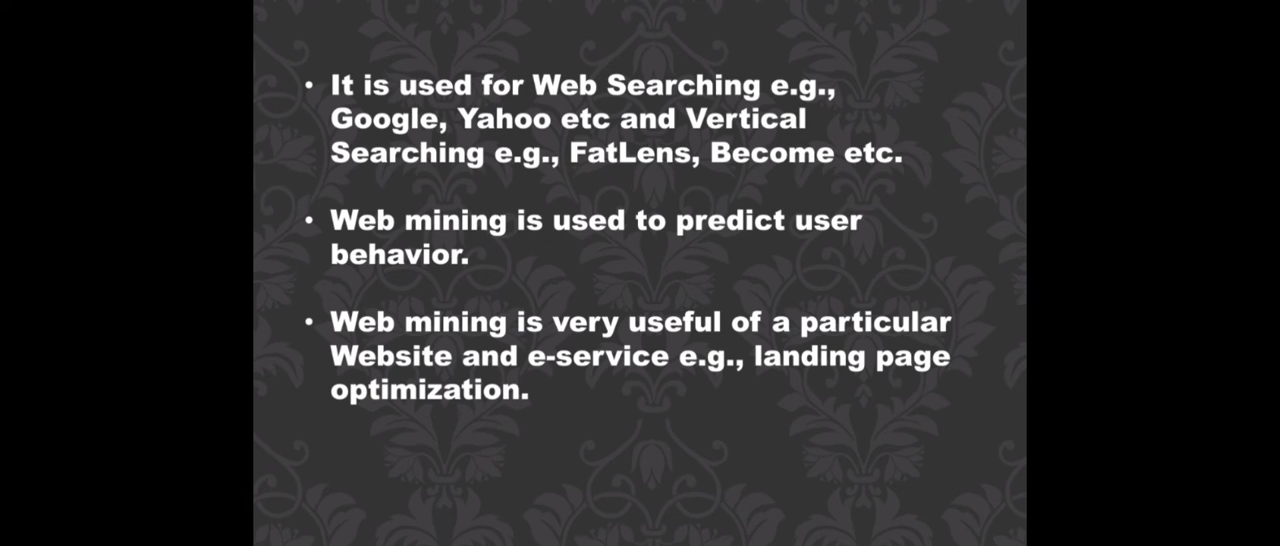 • It is used for Web Searching e.g.,
Google, Yahoo etc and Vertical
Searching e.g., FatLens, Become etc.
• Web mining is used to predict user
behavior.
• Web mining is very useful of a particular
Website and e-service e.g., landing page
optimization.